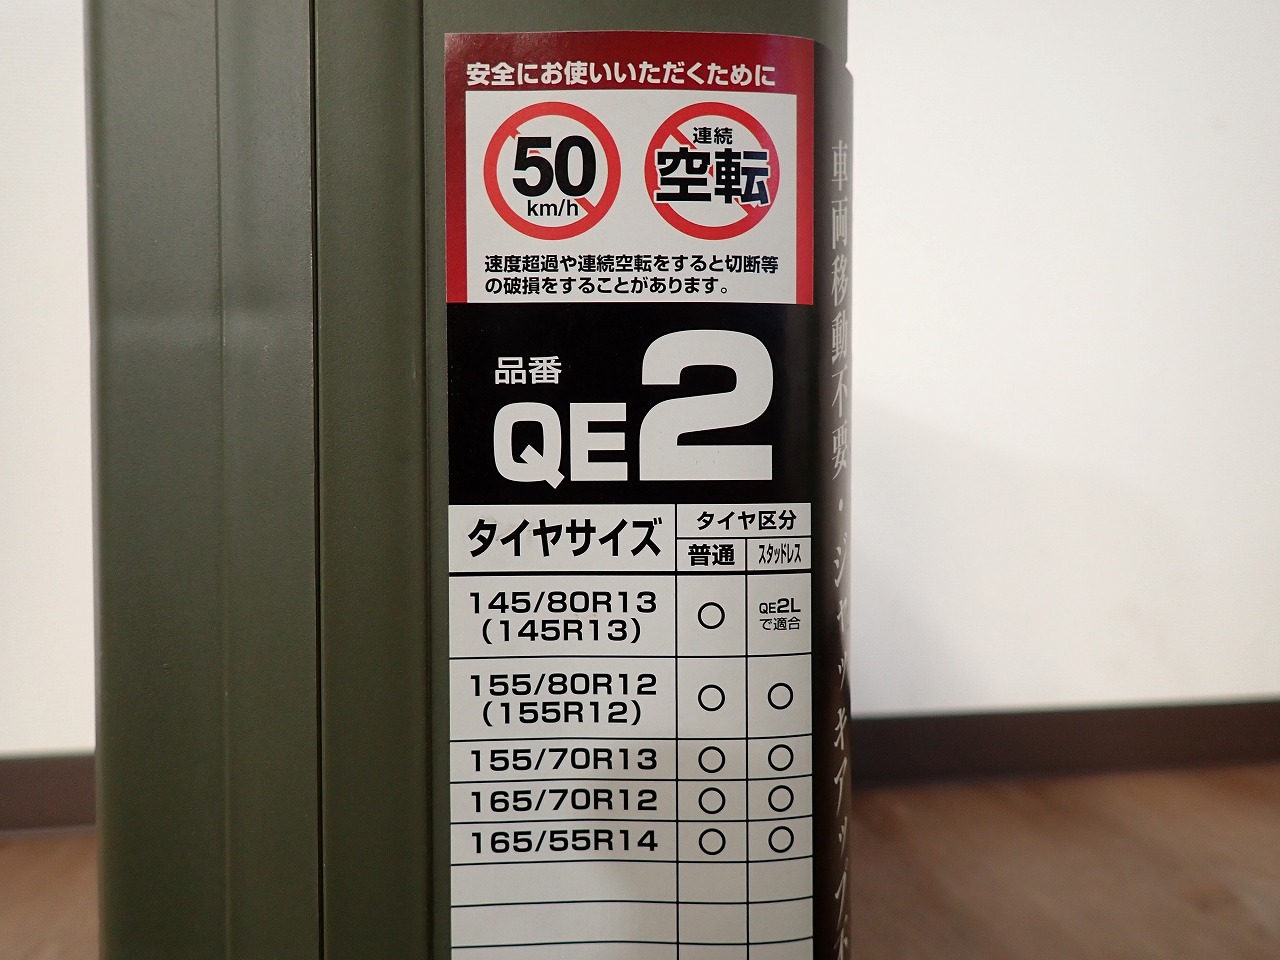 安全にお使いいただくために
50
km/h
連続
空転
速度超過や連続空転をすると切断等
の破損をすることがあります。
品番
QE2
タイヤサイズ
タイヤ区分
普通
スタッドレス
145/80R13
(145R13)
○
QE2L
で適合
155/80R12
(155R12)
○ ○
155/70R13 ○ ○
165/70R12 ○ ○
165/55R14 ○ ○
車両移動不要・ジャッキアップ不